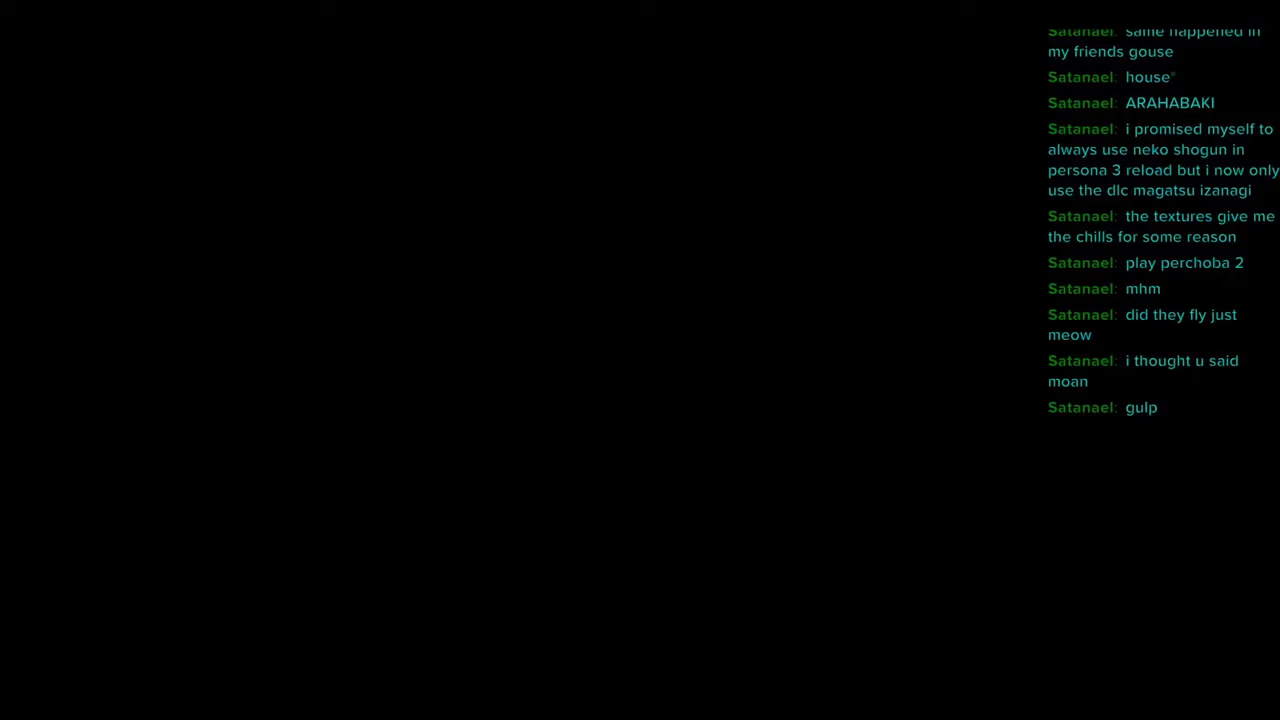 Satanael: same happened in
my friends gouse
Satanael: house*
Satanael: ARAHABAKI
Satanael: i promised myself to
always use neko shogun in
persona 3 reload but i now only
use the dlc magatsu izanagi
Satanael: the textures give me
the chills for some reason
Satanael: play perchoba 2
Satanael: mhm
Satanael: did they fly just
meow
Satanael: i thought u said
moan
Satanael: gulp